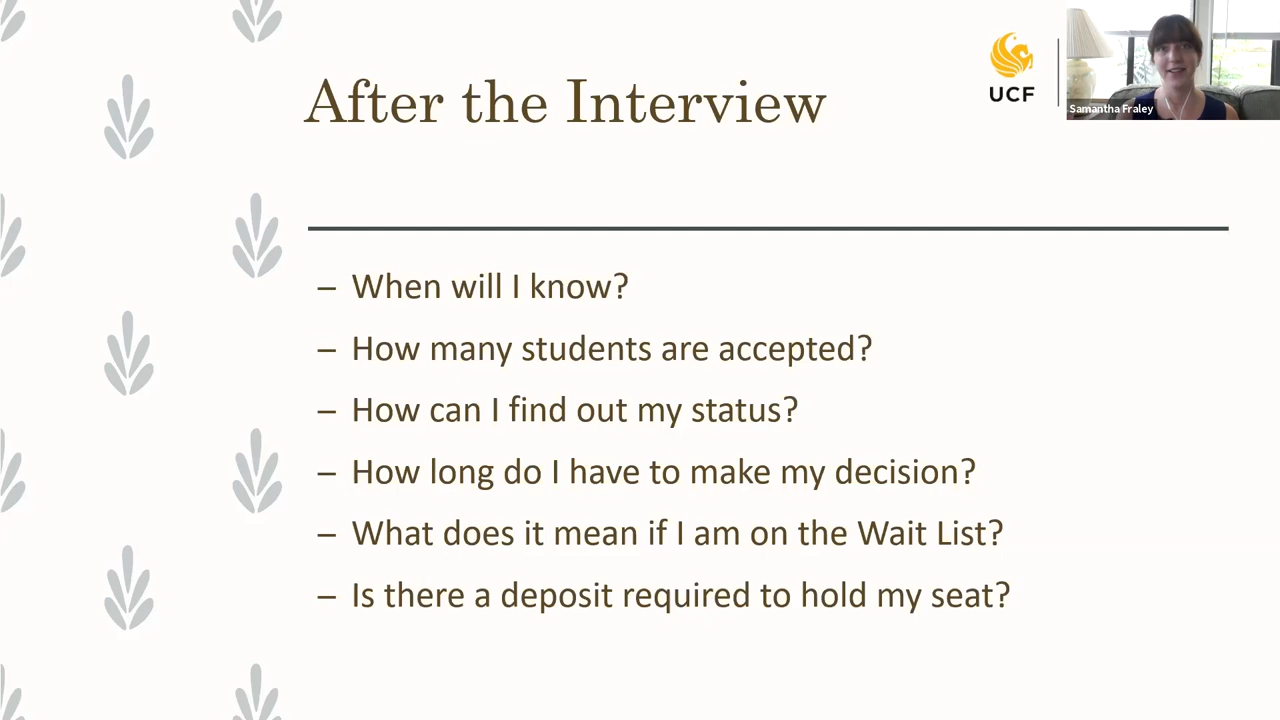 After the Interview
UCF
Samantha Fraley
– When will I know?
– How many students are accepted?
– How can I find out my status?
– How long do I have to make my decision?
– What does it mean if I am on the Wait List?
– Is there a deposit required to hold my seat?